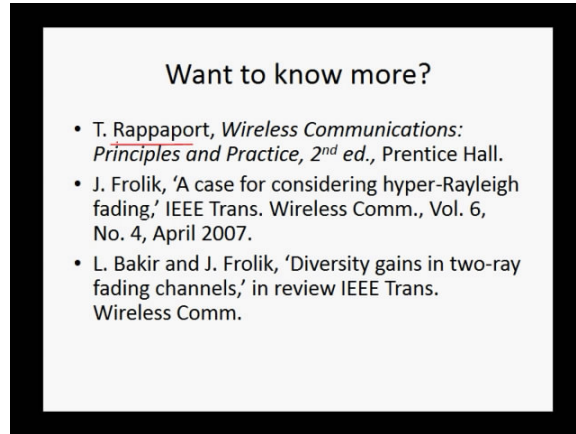 Want to know more?
• T. Rappaport, Wireless Communications:
Principles and Practice, 2nd ed., Prentice Hall.
• J. Frolik, ‘A case for considering hyper-Rayleigh
fading,’ IEEE Trans. Wireless Comm., Vol. 6,
No. 4, April 2007.
• L. Bakir and J. Frolik, ‘Diversity gains in two-ray
fading channels,’ in review IEEE Trans.
Wireless Comm.